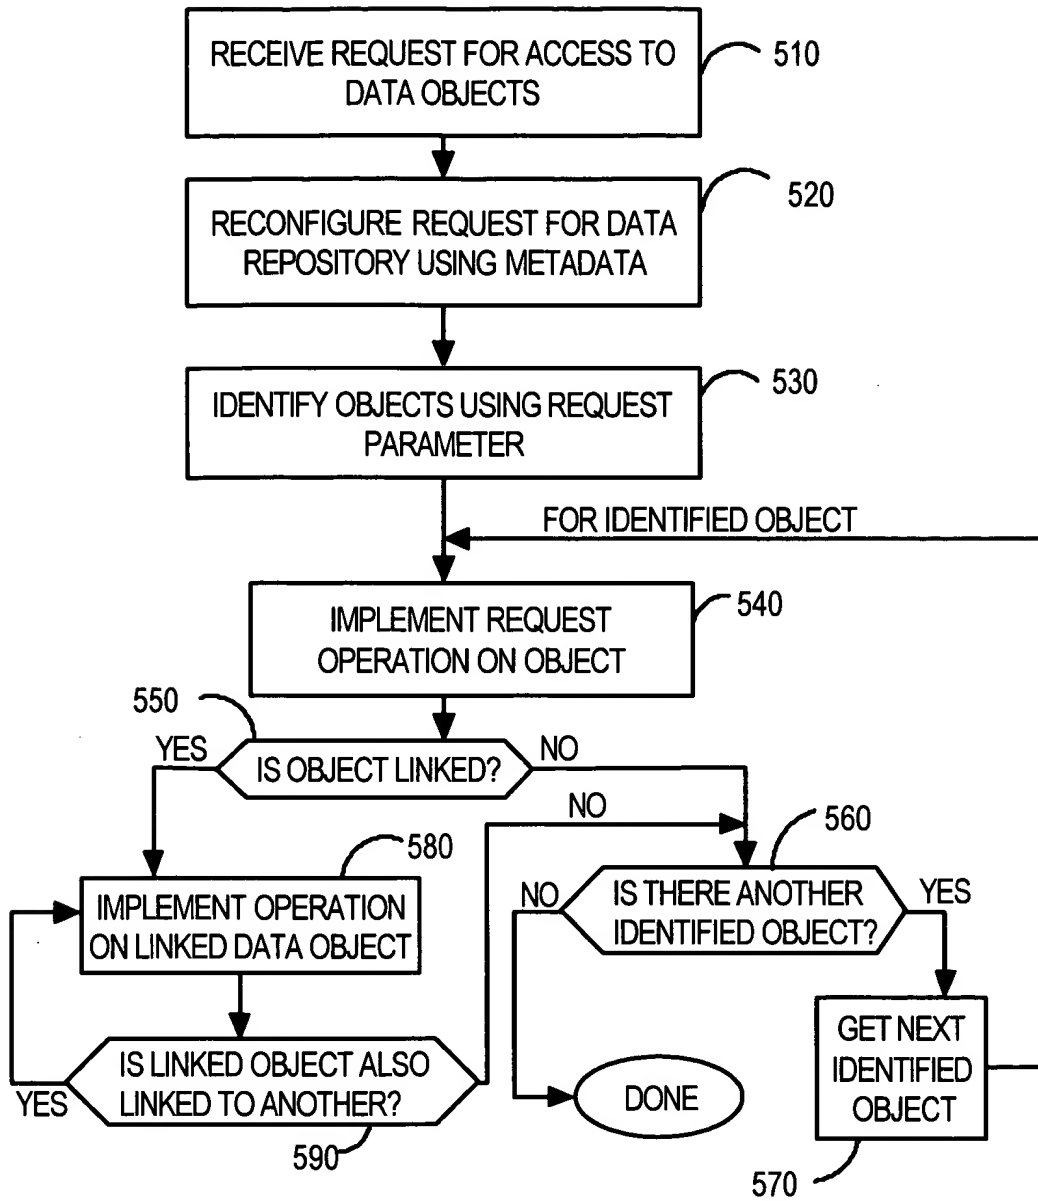 RECEIVE REQUEST FOR ACCESS TO
DATA OBJECTS
510
RECONFIGURE REQUEST FOR DATA
REPOSITORY USING METADATA
520
IDENTIFY OBJECTS USING REQUEST
PARAMETER
530
FOR IDENTIFIED OBJECT
IMPLEMENT REQUEST
OPERATION ON OBJECT
540
550
YES
IS OBJECT LINKED?
NO
NO
560
580
IMPLEMENT OPERATION
ON LINKED DATA OBJECT
NO
IS THERE ANOTHER
IDENTIFIED OBJECT?
YES
GET NEXT
IDENTIFIED
OBJECT
570
IS LINKED OBJECT ALSO
LINKED TO ANOTHER?
YES
590
DONE